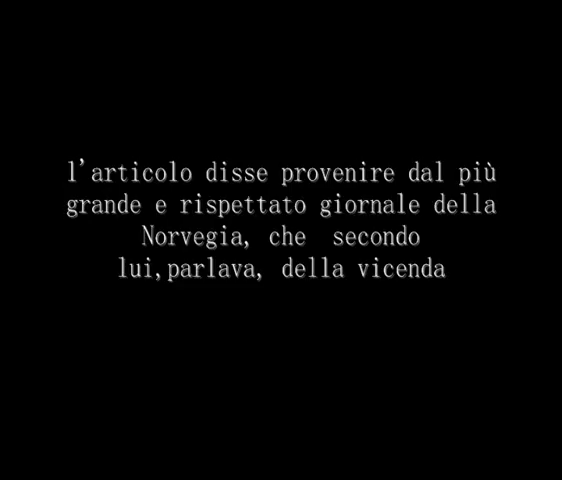 l'articolo disse provenire dal più
grande e rispettato giornale della
Norvegia, che  secondo
lui,parlava, della vicenda